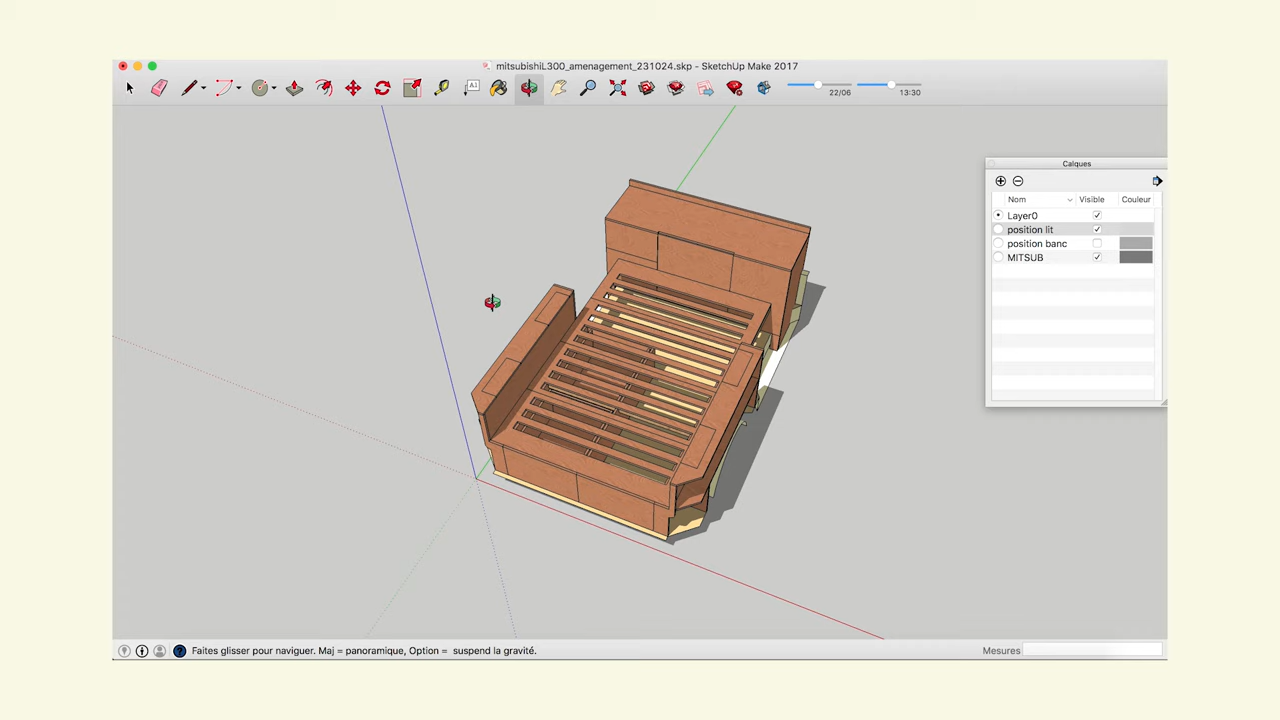 mitsubishiL300_amenagement_231024.skp - SketchUp Make 2017
A1
22/06
13:30
Calques
Nom
Visible
Couleur
Layer0
position lit
position banc
MITSUB
Faites glisser pour naviguer. Maj = panoramique, Option = suspend la gravité.
Mesures